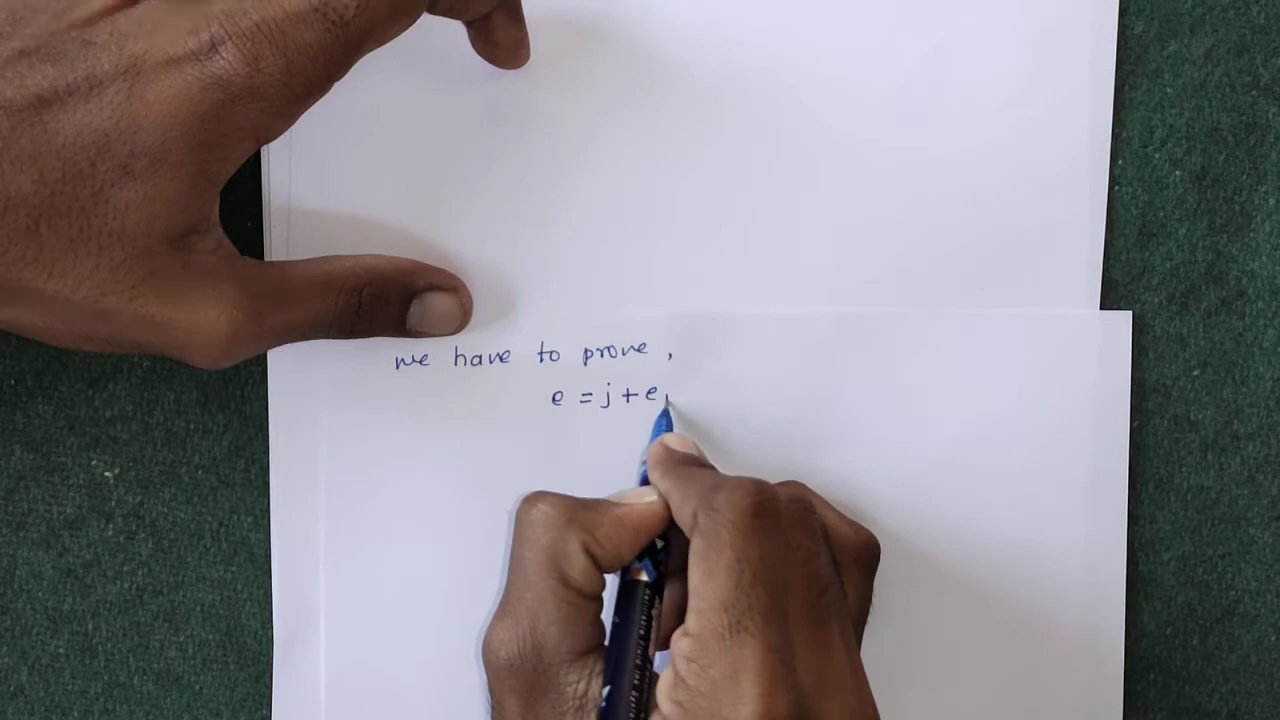 we have to prove ,
e = j + e